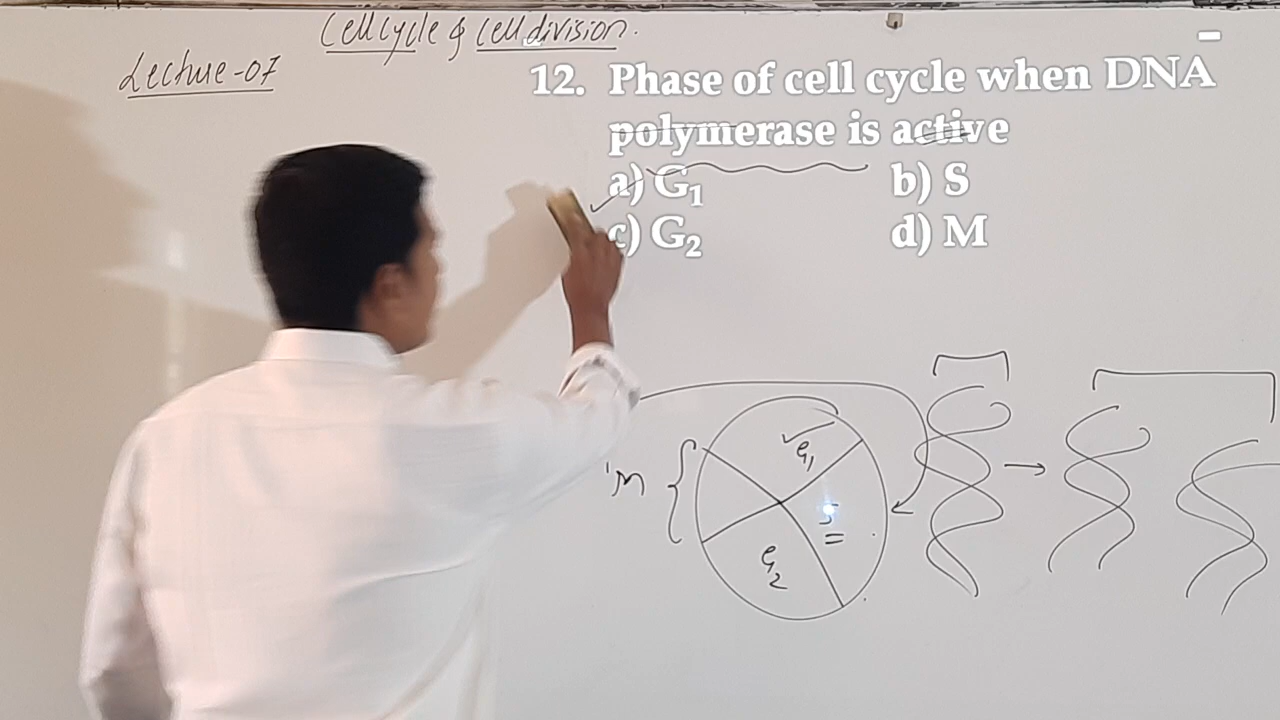 Cell cycle & Cell division.
Lecture-07
12. Phase of cell cycle when DNA
polymerase is active
a) G₁ b) S
c) G₂ d) M
G₁
M
S
G₂